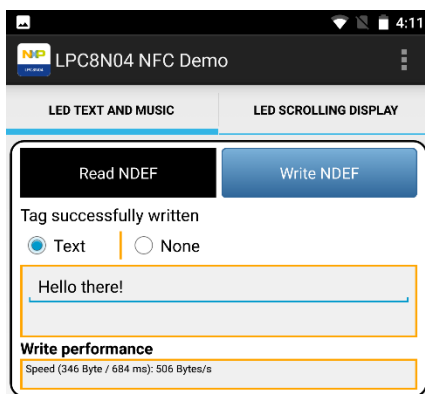 4:11
NXP
LPC8N04 NFC Demo
LED TEXT AND MUSIC
LED SCROLLING DISPLAY
Read NDEF
Write NDEF
Tag successfully written
Text
None
Hello there!
Write performance
Speed (346 Byte / 684 ms): 506 Bytes/s